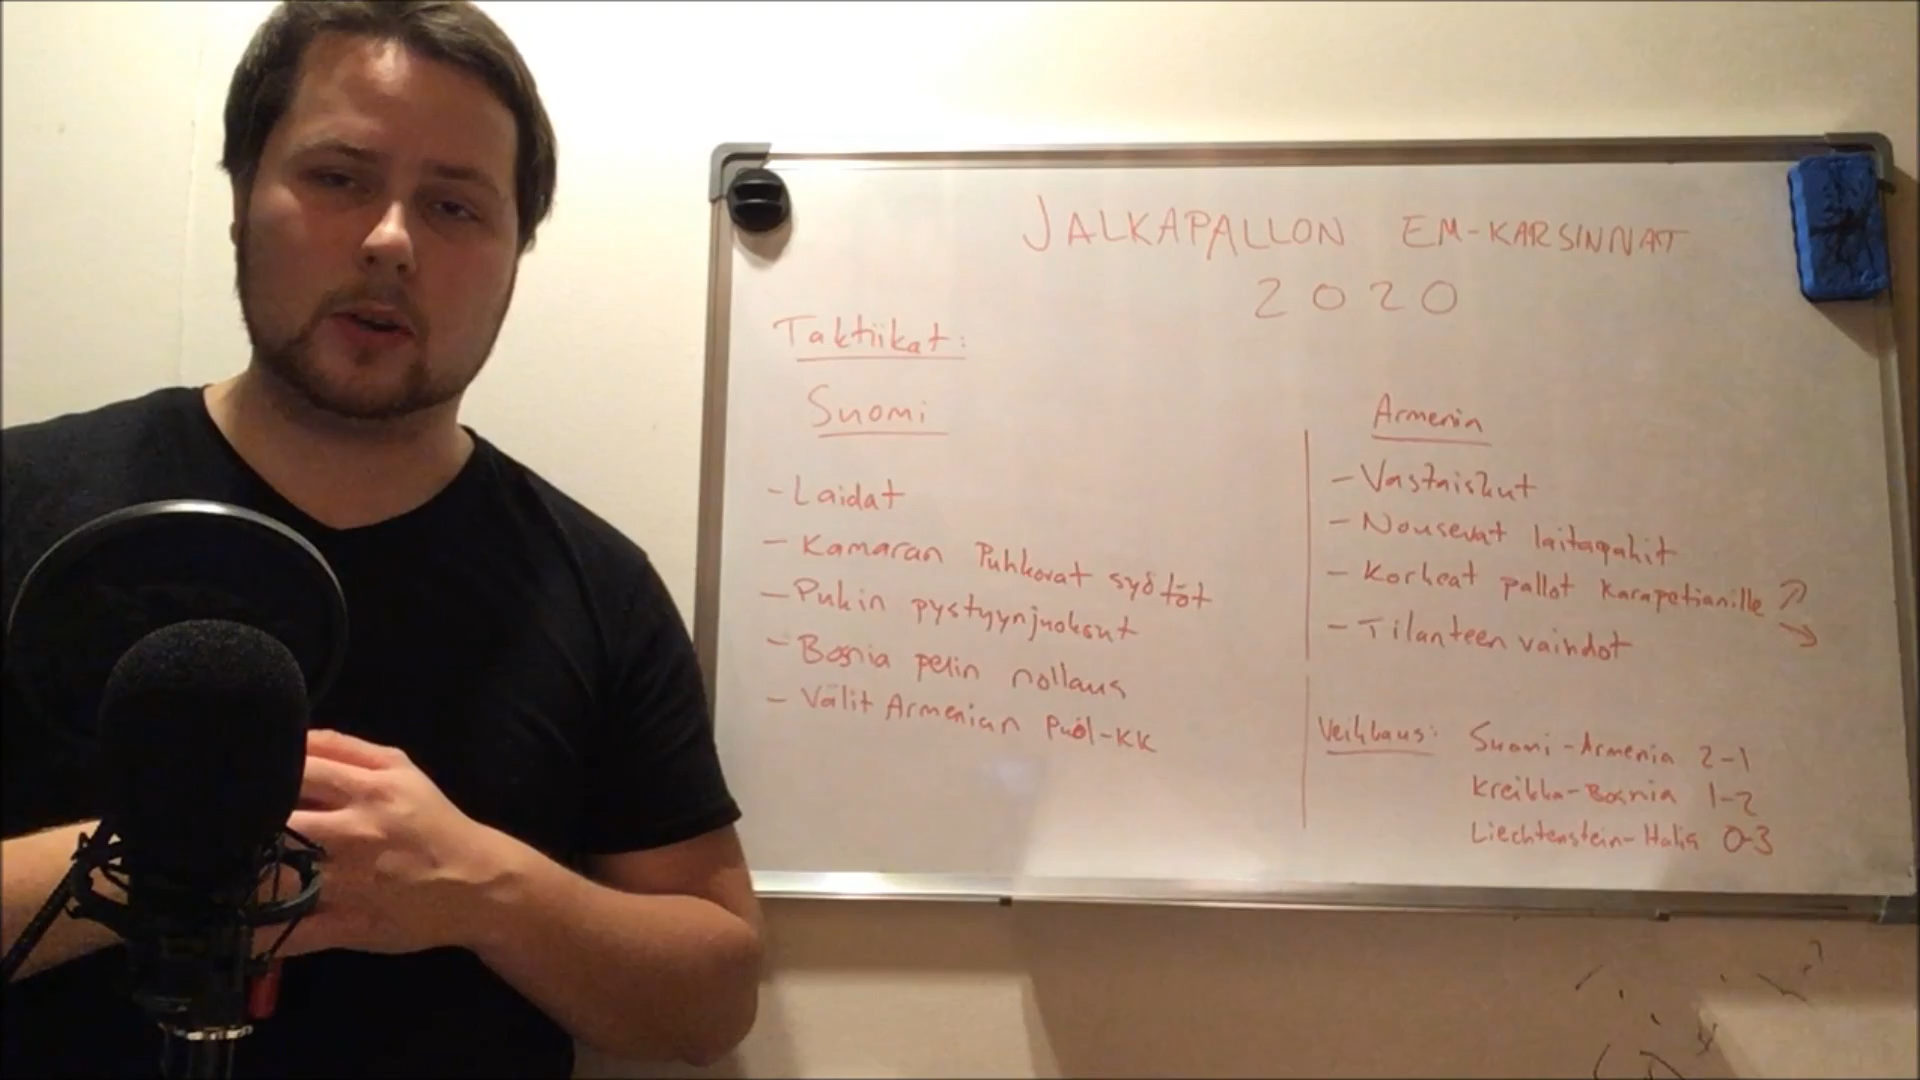 JALKAPALLON EM-KARSINNAT
2020
Taktiikat:
Suomi
- Laidat
- Kamaran Puhkovat syötöt
- Pukin pystyynjuoksut
- Bosnia pelin nollaus
- Välit Armenian Puol-KK
Armenia
- Vastaiskut
- Nousevat laitapakit
- Korkeat pallot Karapetianille
- Tilanteen vaihdot
Veikkaus: Suomi-Armenia 2-1
Kreikka-Bosnia 1-2
Liechtenstein-Italia 0-3